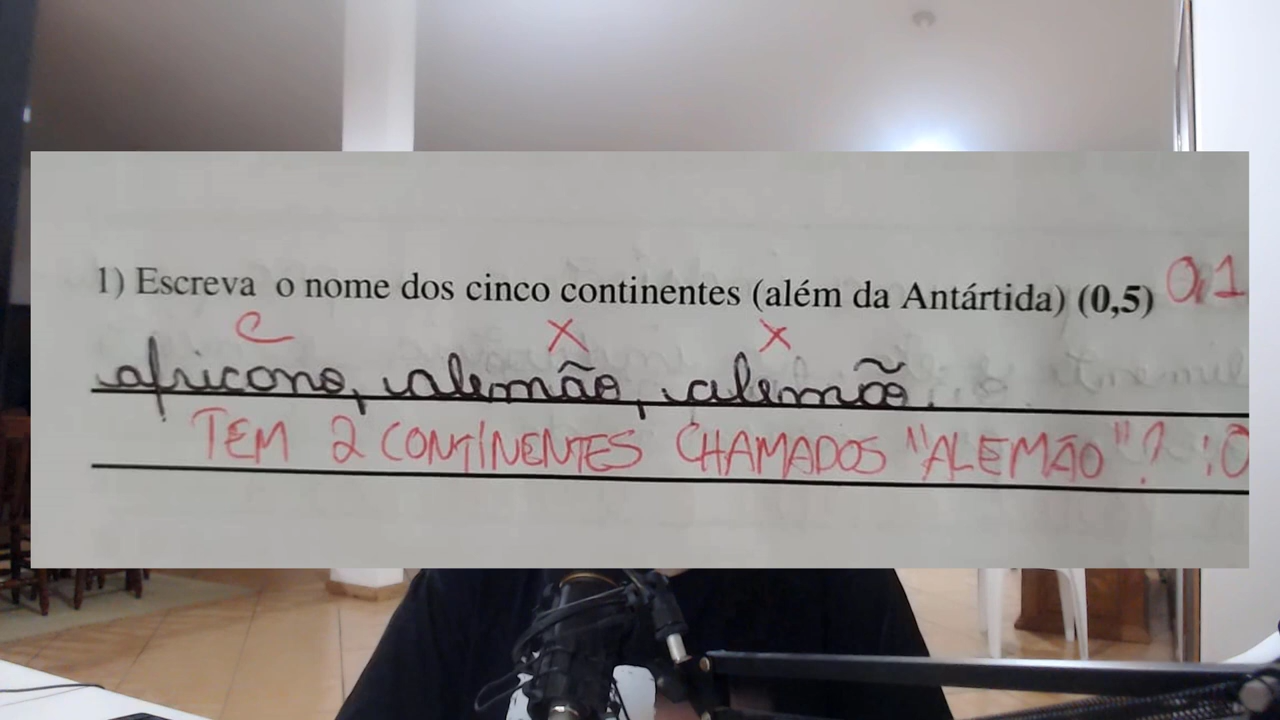 1) Escreva o nome dos cinco continentes (além da Antártida) (0,5) 0,1
C X X
africono, alemão, alemão.
TEM 2 CONTINENTES CHAMADOS "ALEMÃO"? :O